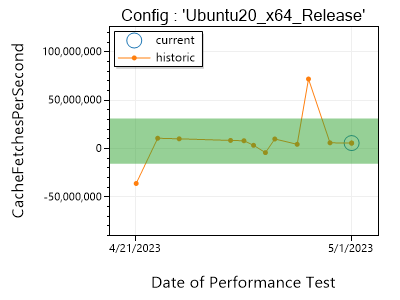 Config : 'Ubuntu20_x64_Release'
current
historic
CacheFetchesPerSecond
100,000,000
50,000,000
0
-50,000,000
4/21/2023
5/1/2023
Date of Performance Test